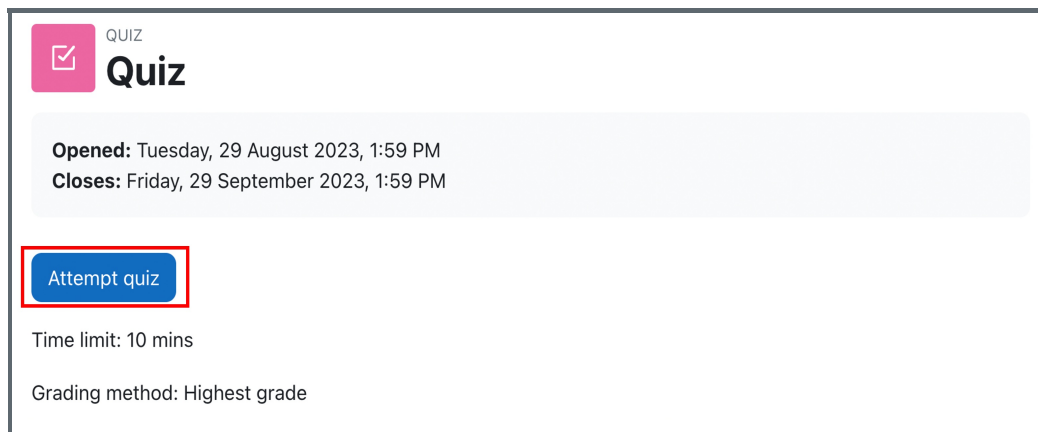 QUIZ
Quiz
Opened: Tuesday, 29 August 2023, 1:59 PM
Closes: Friday, 29 September 2023, 1:59 PM
Attempt quiz
Time limit: 10 mins
Grading method: Highest grade